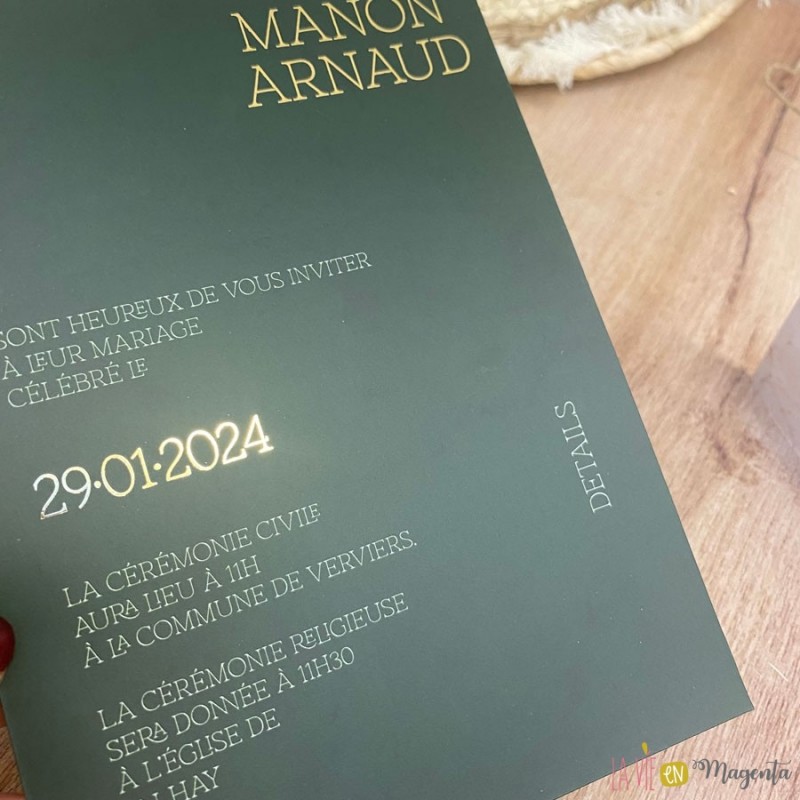 MANON
ARNAUD
SONT HEUREUX DE VOUS INVITER
À LEUR MARIAGE
CÉLÉBRÉ LE
29·01·2024
DETAILS
LA CÉRÉMONIE CIVILE
AURA LIEU À 11H
À LA COMMUNE DE VERVIERS.
LA CÉRÉMONIE RELIGIEUSE
SERA DONNÉE À 11H30
À L'ÉGLISE DE
LA VIE EN Magenta